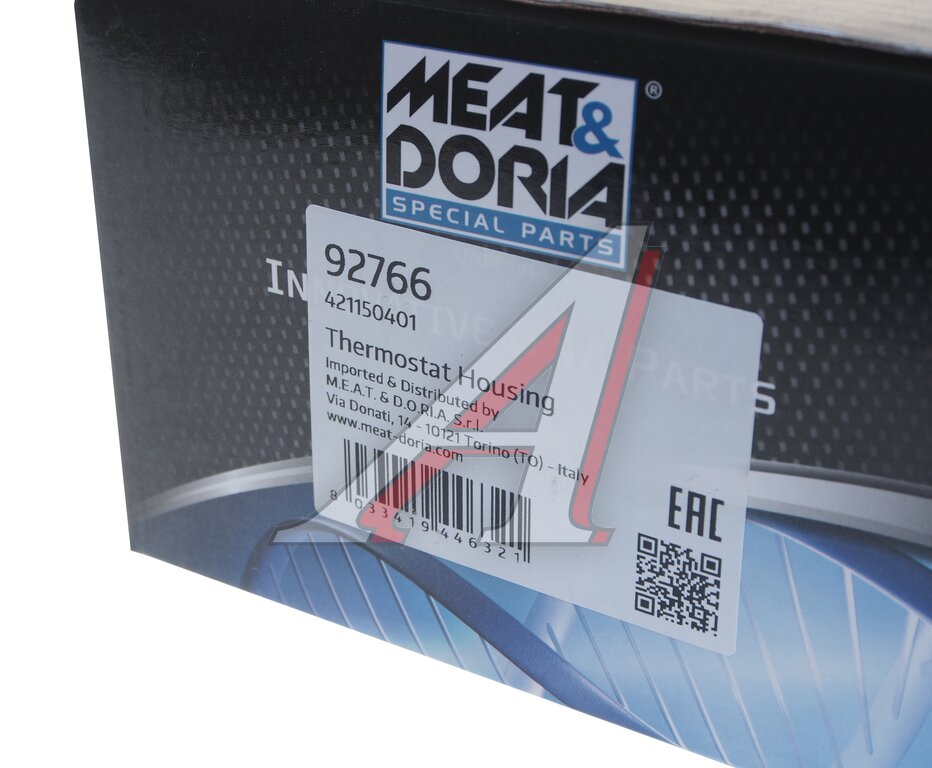 MEAT&
DORIA
®
SPECIAL PARTS
92766
421150401
Thermostat Housing
Imported & Distributed by
M.E.A.T. & D.O.R.I.A. S.r.l.
Via Donati, 14 - 10121 Torino (TO) - Italy
www.meat-doria.com
8 033419 446321
EAC
PARTS